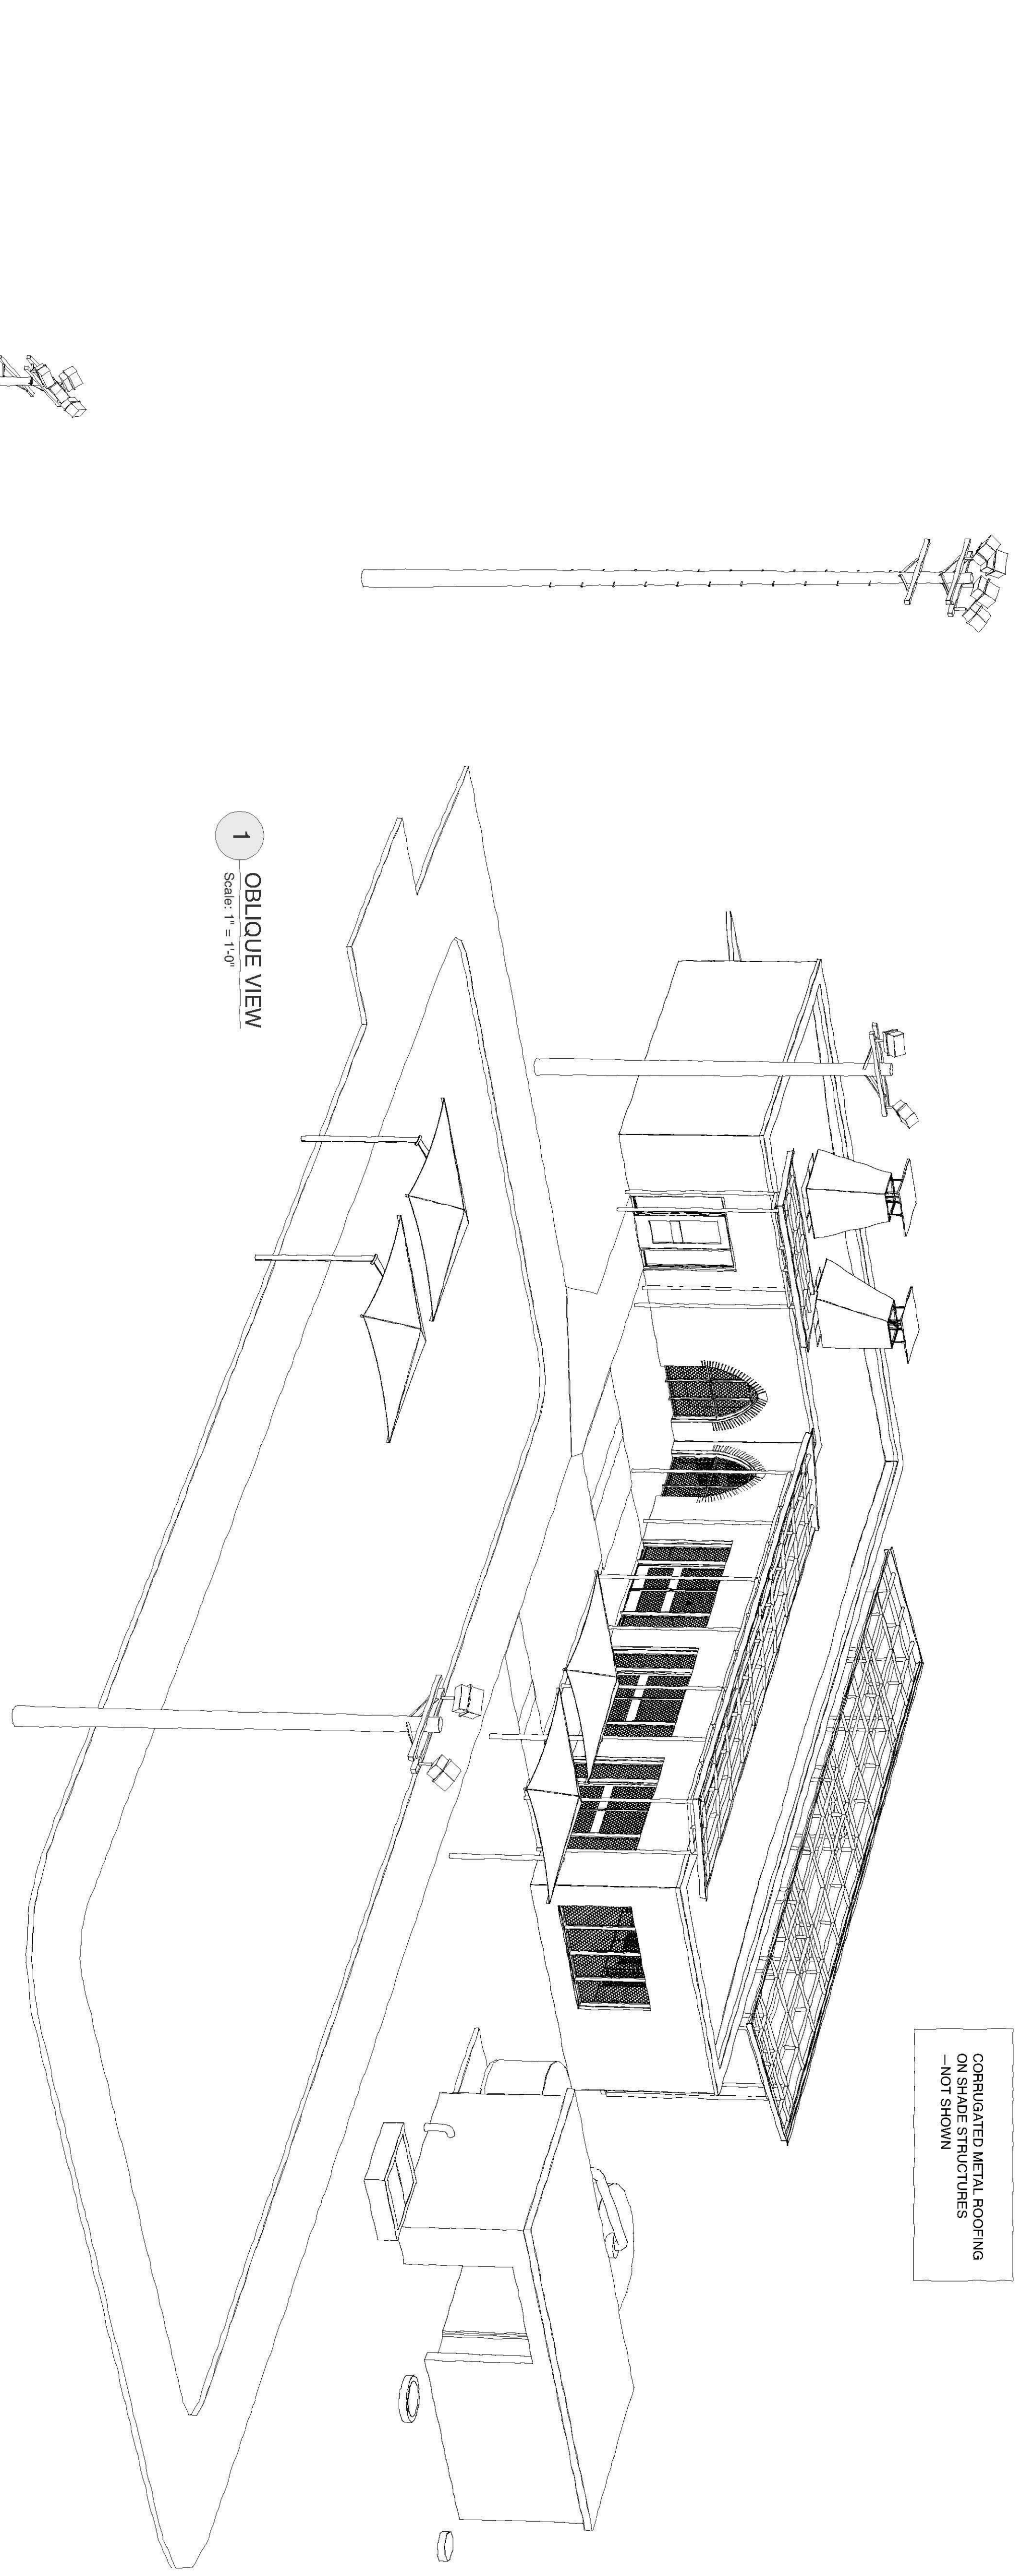 CORRUGATED METAL ROOFING
ON SHADE STRUCTURES
—NOT SHOWN
1
OBLIQUE VIEW
Scale: 1" = 1'-0"